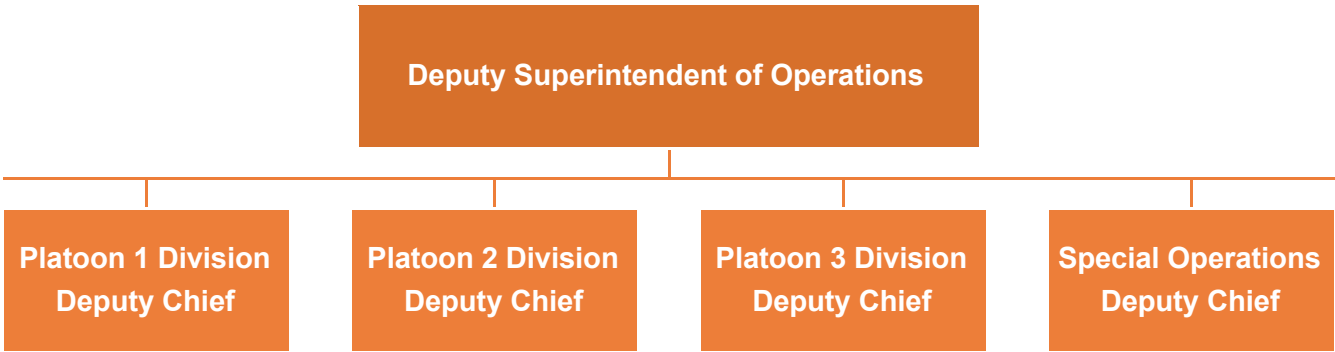 Deputy Superintendent of Operations
Platoon 1 Division
Deputy Chief
Platoon 2 Division
Deputy Chief
Platoon 3 Division
Deputy Chief
Special Operations
Deputy Chief